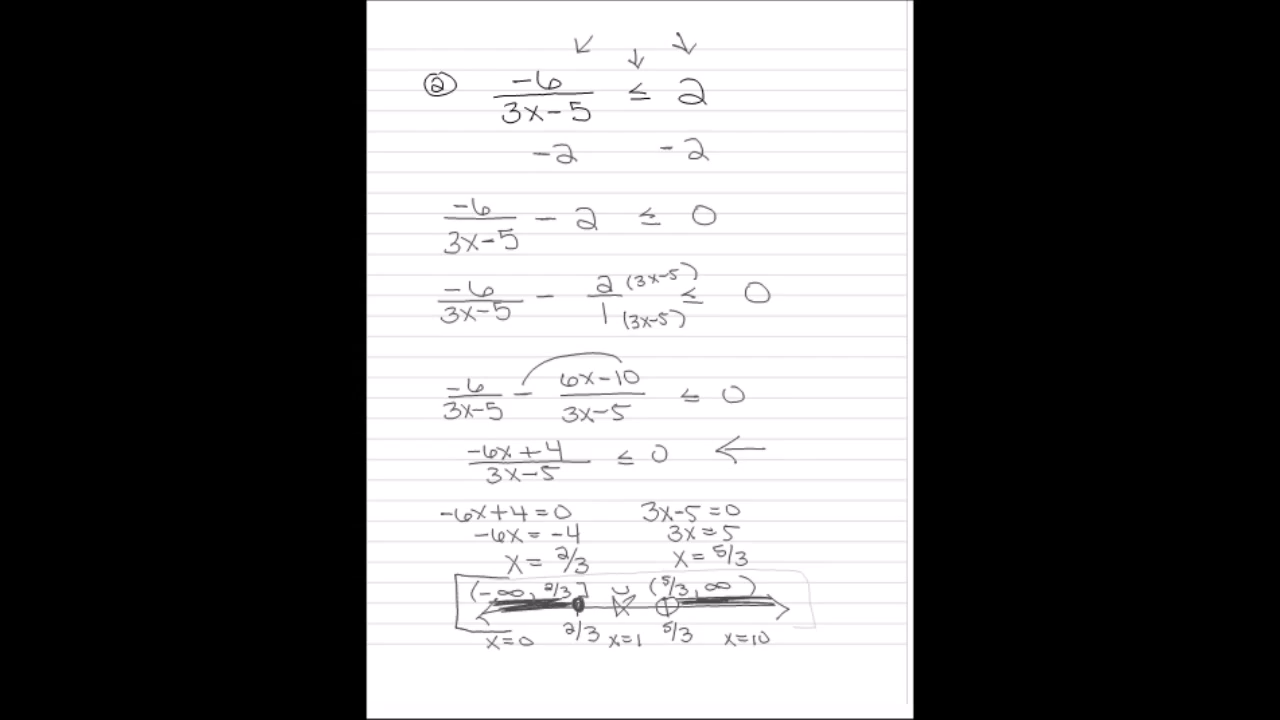 ② -6/(3x-5) ≤ 2
-2 -2
-6/(3x-5) - 2 ≤ 0
-6/(3x-5) - 2(3x-5)/1(3x-5) ≤ 0
-6/(3x-5) - (6x-10)/(3x-5) ≤ 0
(-6x+4)/(3x-5) ≤ 0
-6x+4=0 3x-5=0
-6x=-4 3x=5
x=2/3 x=5/3
(-∞, 2/3] ∪ (5/3, ∞)
x=0 2/3 x=1 5/3 x=10